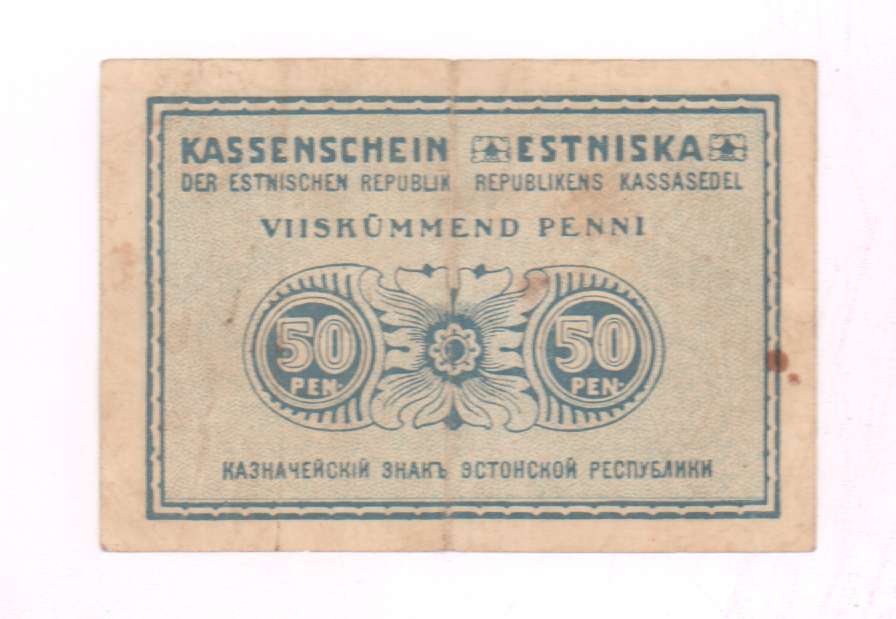 KASSENSCHEIN ESTNISKA
DER ESTNISCHEN REPUBLIK REPUBLIKENS KASSASEDEL
VIISKÜMMEND PENNI
50 50
PEN· PEN·
КАЗНАЧЕЙСКІЙ ЗНАКЪ ЭСТОНСКОЙ РЕСПУБЛИКИ